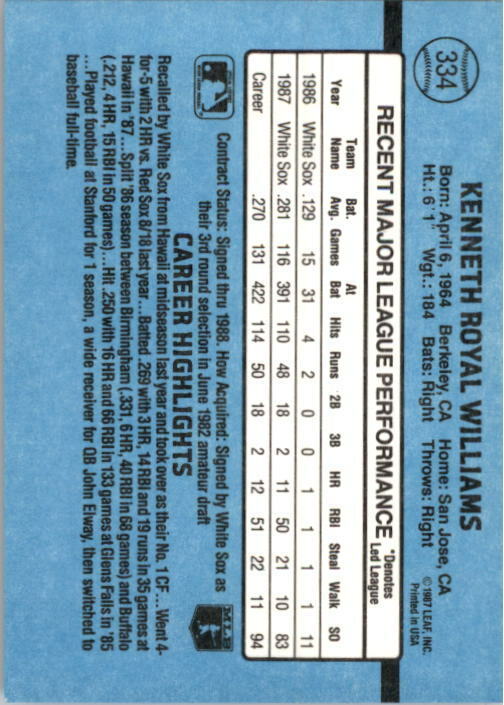 334
KENNETH ROYAL WILLIAMS
Born: April 6, 1964 Berkeley, CA Home: San Jose, CA
Ht.: 6'1" Wgt.: 184 Bats: Right Throws: Right
© 1987 LEAF, INC.
Printed in USA
RECENT MAJOR LEAGUE PERFORMANCE *Denotes Led League
Year Team Name Bat. Avg. Games At Bat Hits Runs 2B 3B HR RBI Steal Walk SO
1986 White Sox .129 15 31 4 2 0 0 1 1 1 1 11
1987 White Sox .281 116 391 110 48 18 2 11 50 21 10 83
Career .270 131 422 114 50 18 2 12 51 22 11 94
Contract Status: Signed thru 1988. How Acquired: Signed by White Sox as
their 3rd round selection in June 1982 amateur draft
MLB
CAREER HIGHLIGHTS
Recalled by White Sox from Hawaii at midseason last year and took over as their No. 1 CF...Went 4-
for-5 with 2 HR vs. Red Sox 8/18 last year...Batted .269 with 3 HR, 14 RBI and 19 runs in 35 games at
Hawaii in '87....Split '86 season between Birmingham (.331, 6 HR, 40 RBI in 68 games) and Buffalo
(.212, 4 HR, 15 RBI in 50 games)...Hit .250 with 16 HR and 66 RBI in 133 games at Glens Falls in '85
...Played football at Stanford for 1 season, a wide receiver for QB John Elway, then switched to
baseball full-time.